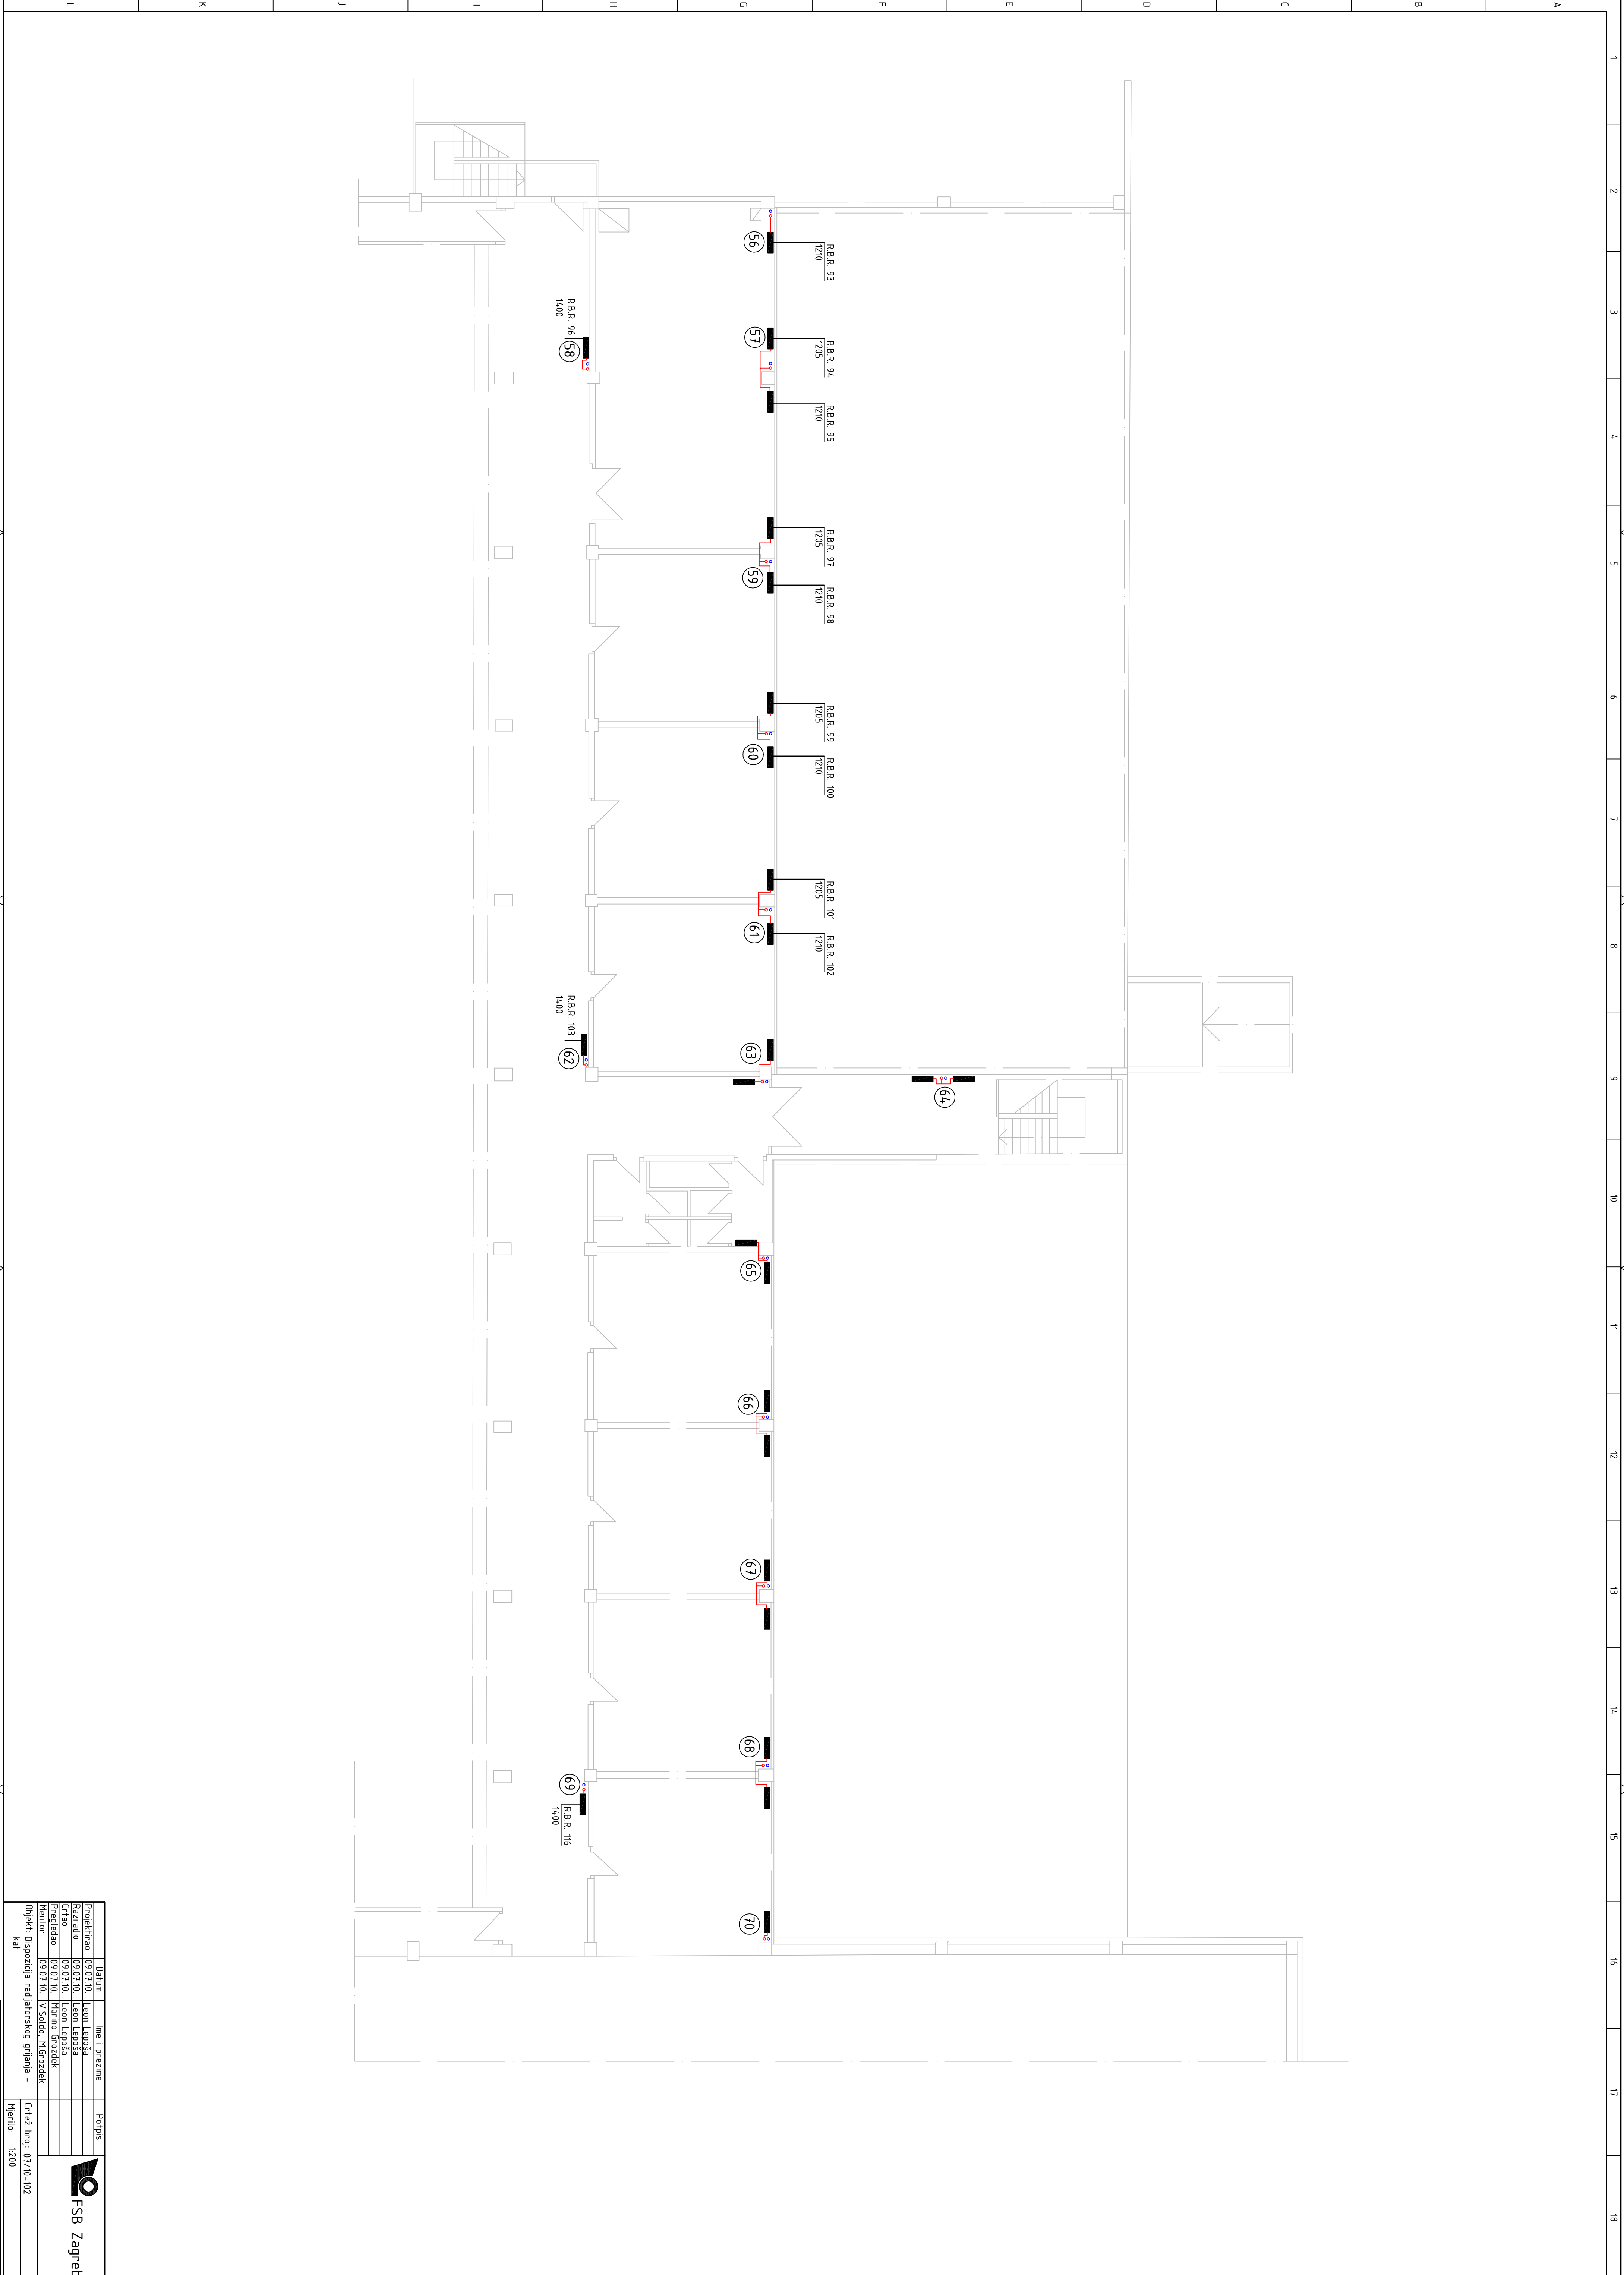 A
B
C
D
E
F
G
H
I
J
K
L
1
2
3
4
5
6
7
8
9
10
11
12
13
14
15
16
17
18
R.B.R. 93
1210
R.B.R. 94
1205
R.B.R. 95
1210
R.B.R. 97
1205
R.B.R. 98
1210
R.B.R. 99
1205
R.B.R. 100
1210
R.B.R. 101
1205
R.B.R. 102
1210
56
57
59
60
61
63
64
65
66
67
68
70
R.B.R. 96
1400
58
R.B.R. 103
1400
62
69
R.B.R. 116
1400
Datum Ime i prezime Potpis
Projektirao 09.07.10. Leon Lepoša
Razradio 09.07.10. Leon Lepoša
Crtao 09.07.10. Leon Lepoša
Pregledao 09.07.10. Marino Grozdek
Mentor 09.07.10. V.Soldo, M.Grozdek
FSB Zagreb
Objekt: Dispozicija radijatorskog grijanja -
kat
Crtež broj: 07/10-102
Mjerilo: 1:200